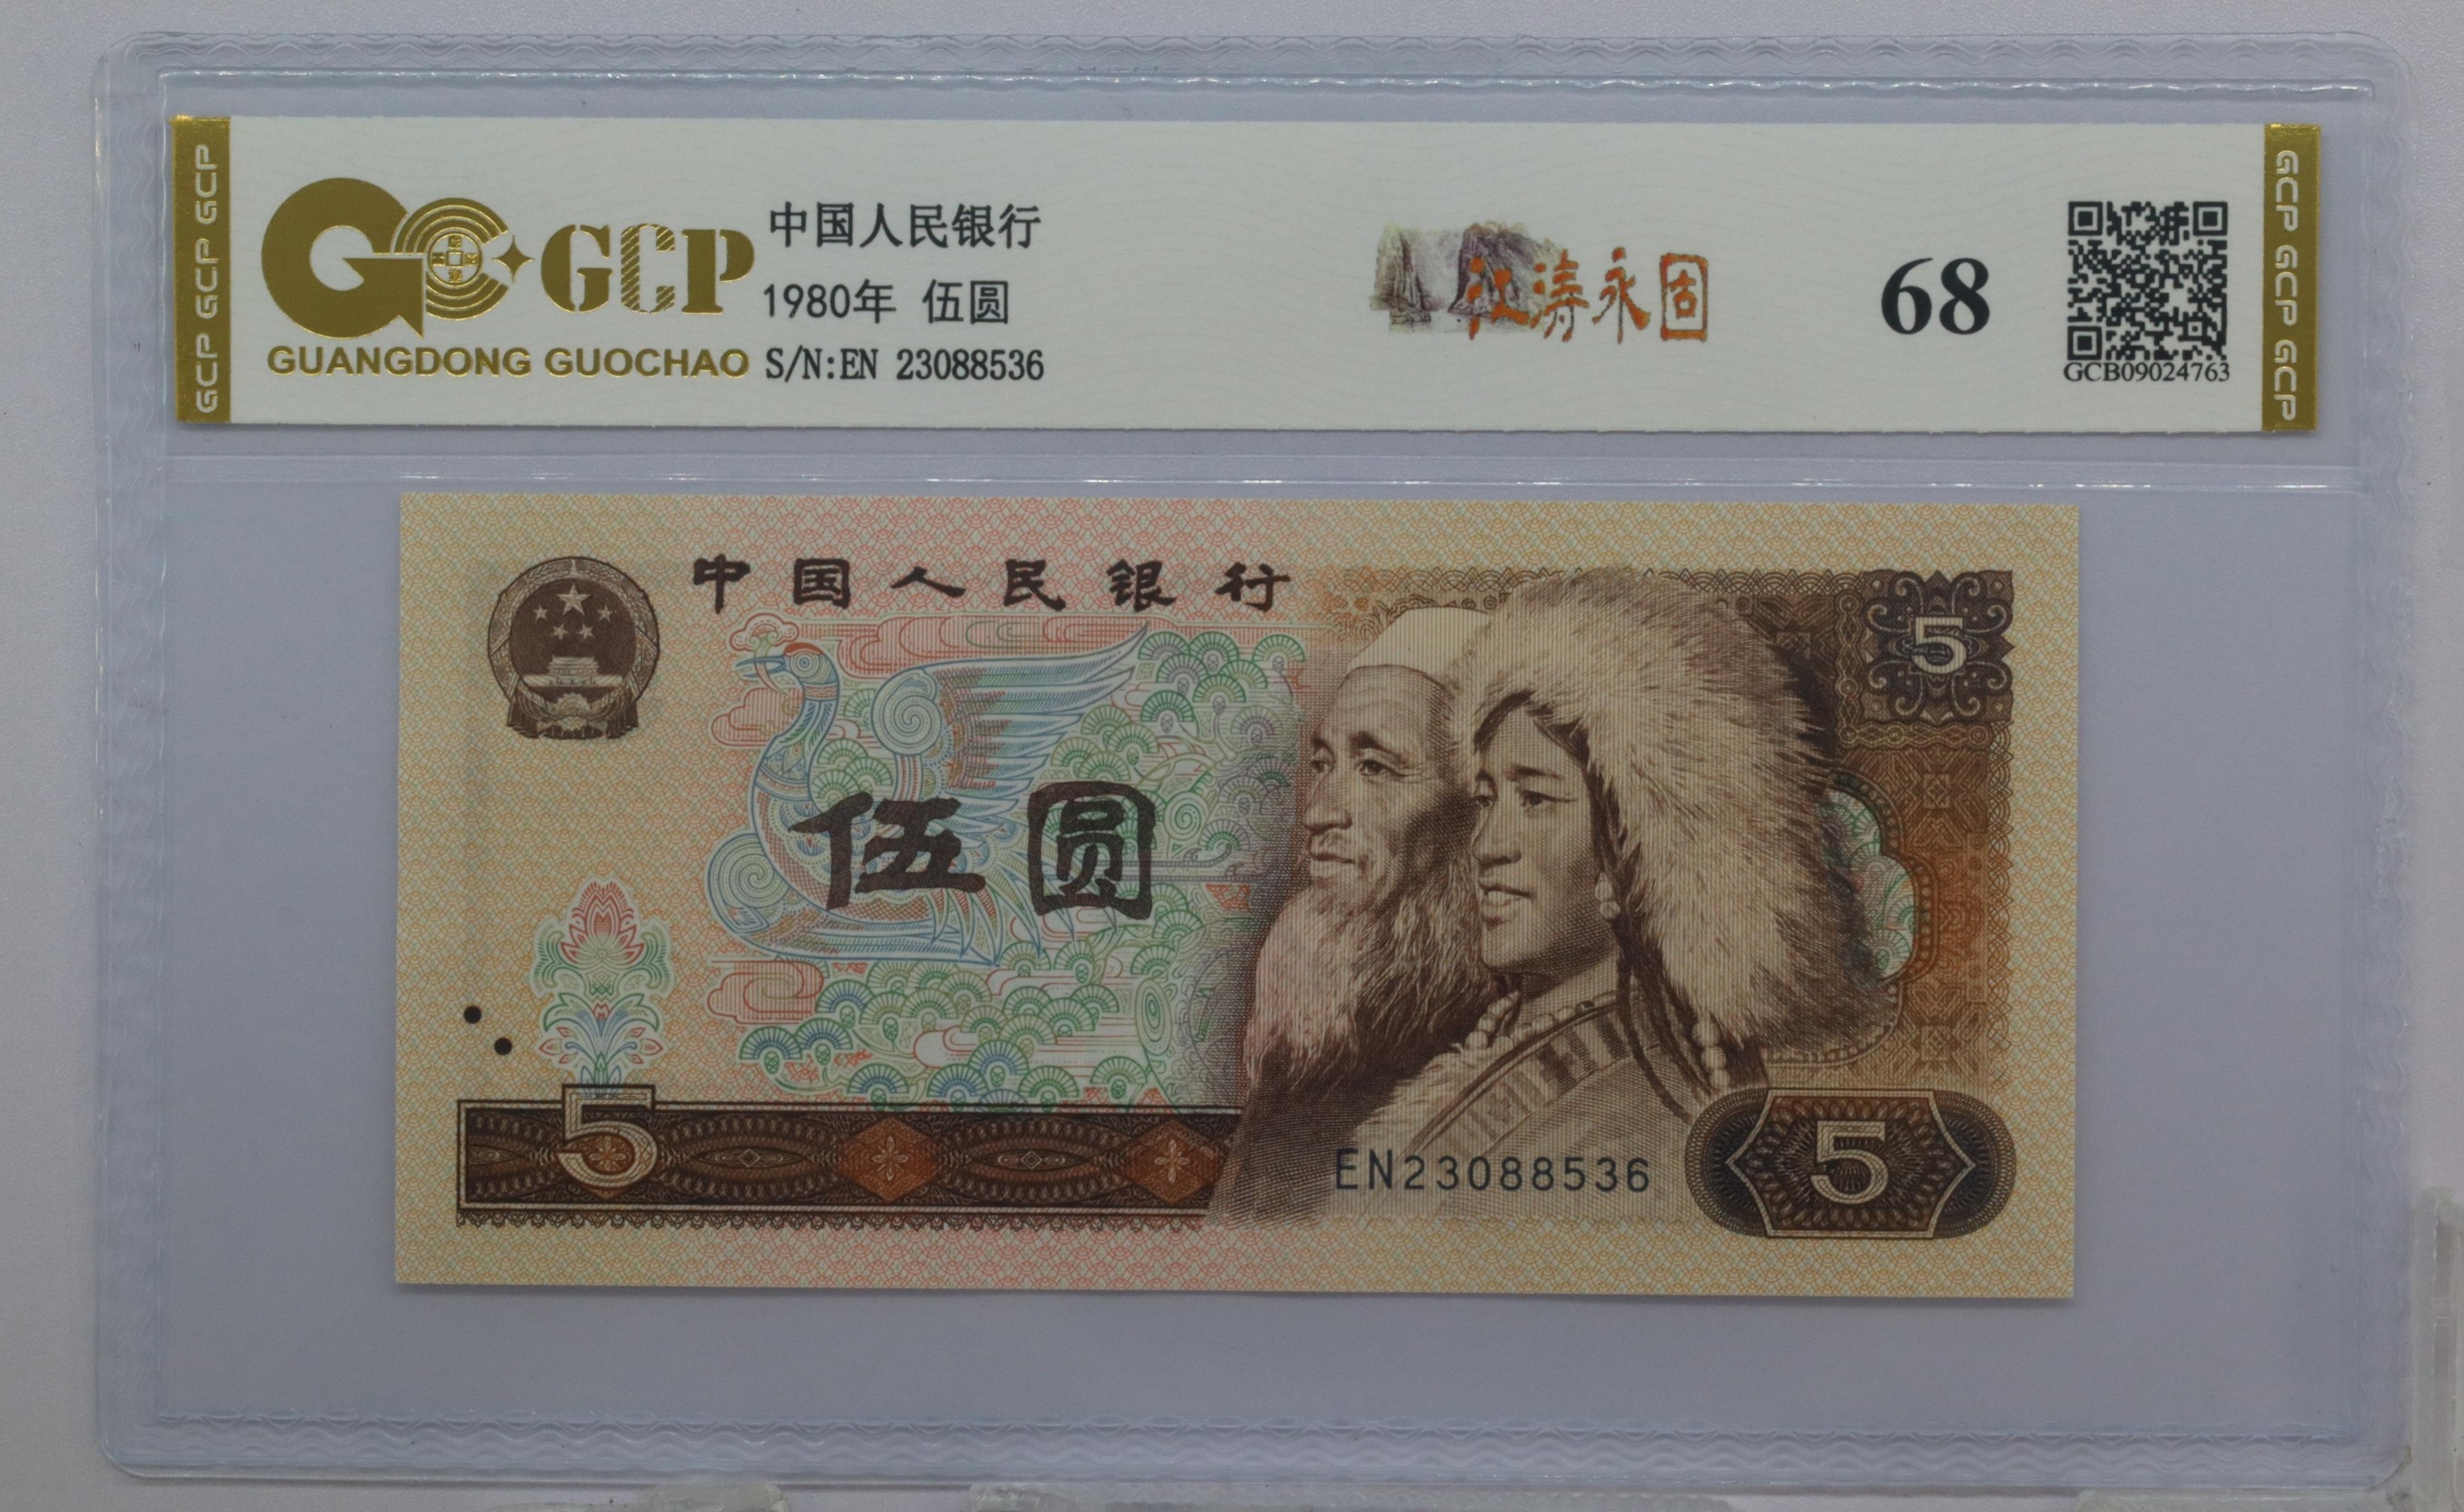 GCP GCP GCP
GCP
GUANGDONG GUOCHAO
中国人民银行
1980年 伍圆
S/N:EN 23088536
江涛永固
68
GCB09024763
GCP GCP GCP
中国人民银行
5
伍圆
5
EN23088536
5